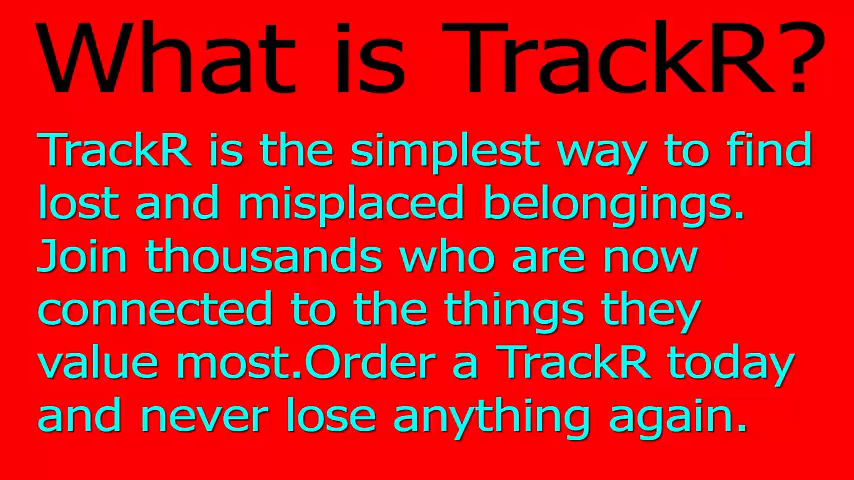 What is TrackR?
TrackR is the simplest way to find
lost and misplaced belongings.
Join thousands who are now
connected to the things they
value most.Order a TrackR today
and never lose anything again.